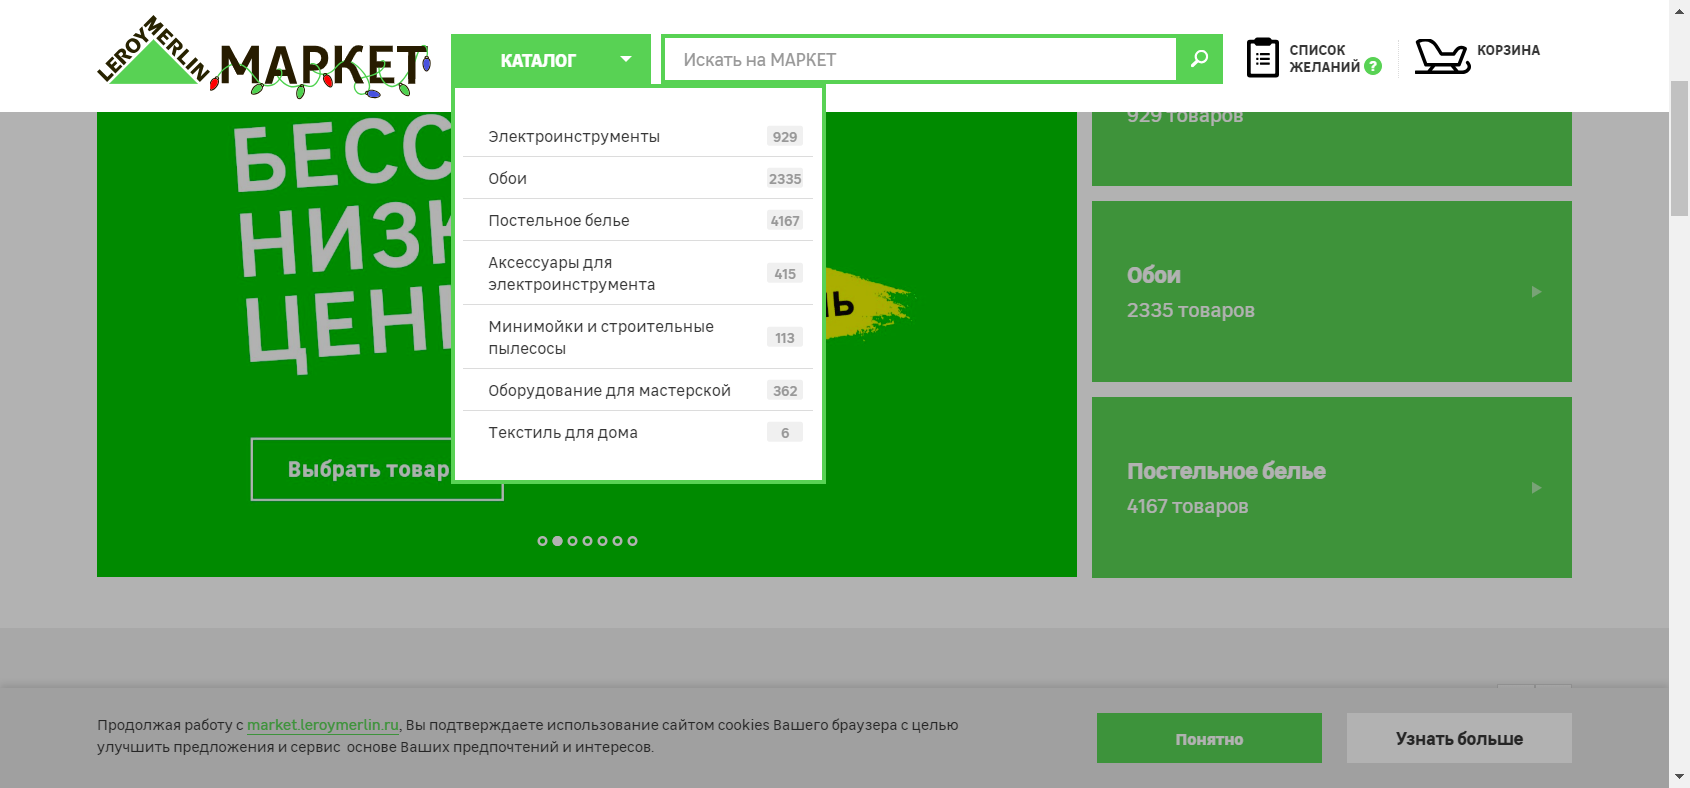 LEROY MERLIN
МАРКЕТ
КАТАЛОГ
Искать на МАРКЕТ
СПИСОК
ЖЕЛАНИЙ ?
КОРЗИНА
Электроинструменты 929
Обои 2335
Постельное белье 4167
Аксессуары для
электроинструмента 415
Минимойки и строительные
пылесосы 113
Оборудование для мастерской 362
Текстиль для дома 6
Выбрать товар
929 товаров
Обои
2335 товаров
Постельное белье
4167 товаров
Продолжая работу с market.leroymerlin.ru, Вы подтверждаете использование сайтом cookies Вашего браузера с целью
улучшить предложения и сервис основе Ваших предпочтений и интересов.
Понятно
Узнать больше